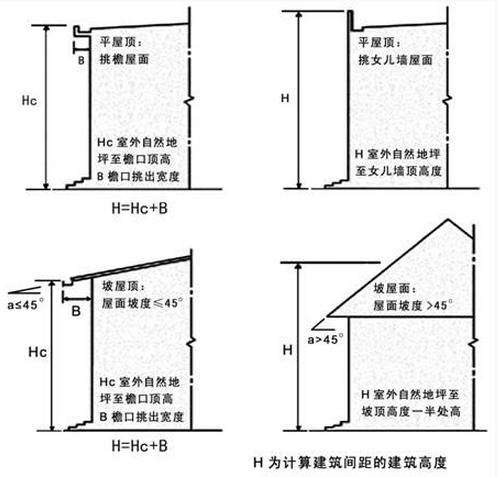 平屋顶：
挑檐屋面
B
Hc
Hc 室外自然地
坪至檐口顶高
B 檐口挑出宽度
H=Hc+B
平屋顶：
挑女儿墙屋面
H
H 室外自然地坪
至女儿墙顶高度
坡屋顶：
屋面坡度≤45°
a≤45°
B
Hc
Hc 室外自然地
坪至檐口顶高
B 檐口挑出宽度
H=Hc+B
坡屋面：
屋面坡度 >45°
a>45°
H
H 室外自然地坪至
坡顶高度一半处高
H 为计算建筑间距的建筑高度